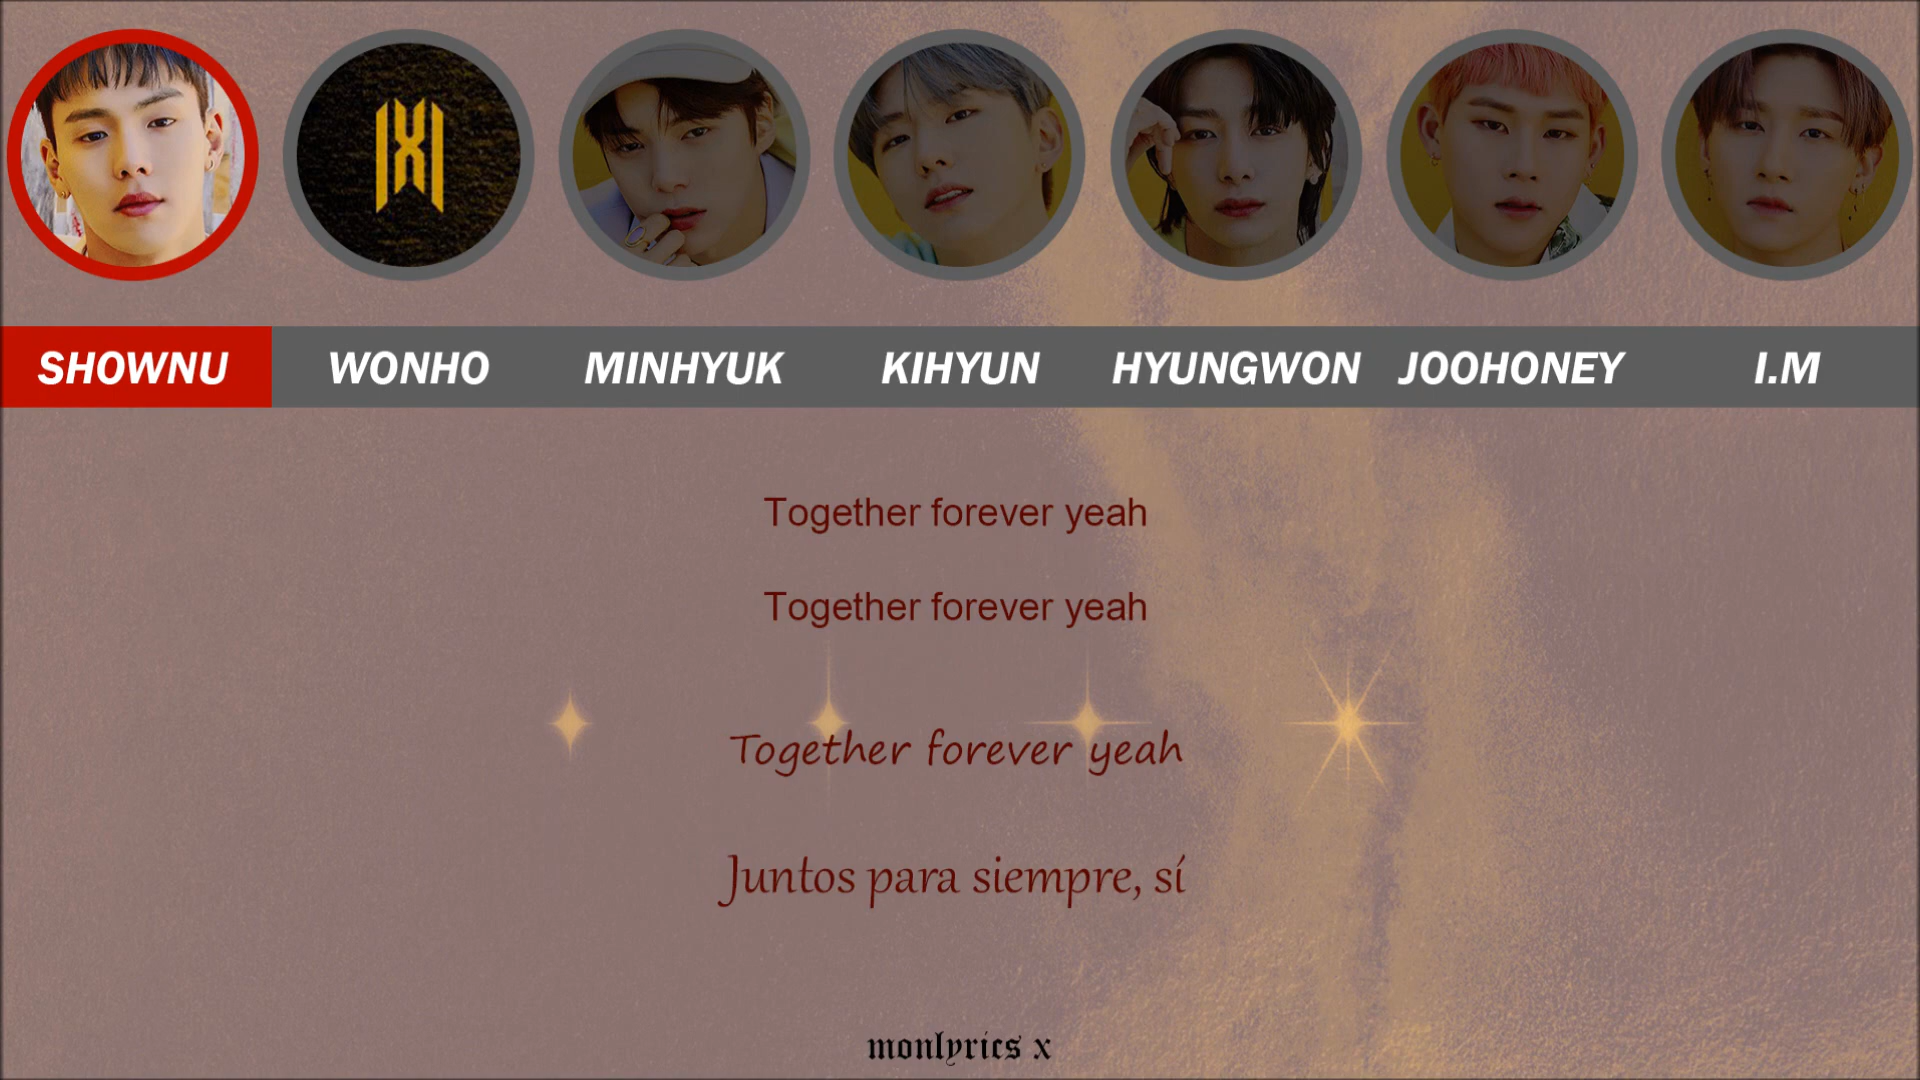 SHOWNU WONHO MINHYUK KIHYUN HYUNGWON JOOHONEY I.M
Together forever yeah
Together forever yeah
Together forever yeah
Juntos para siempre, sí
monlyrics x